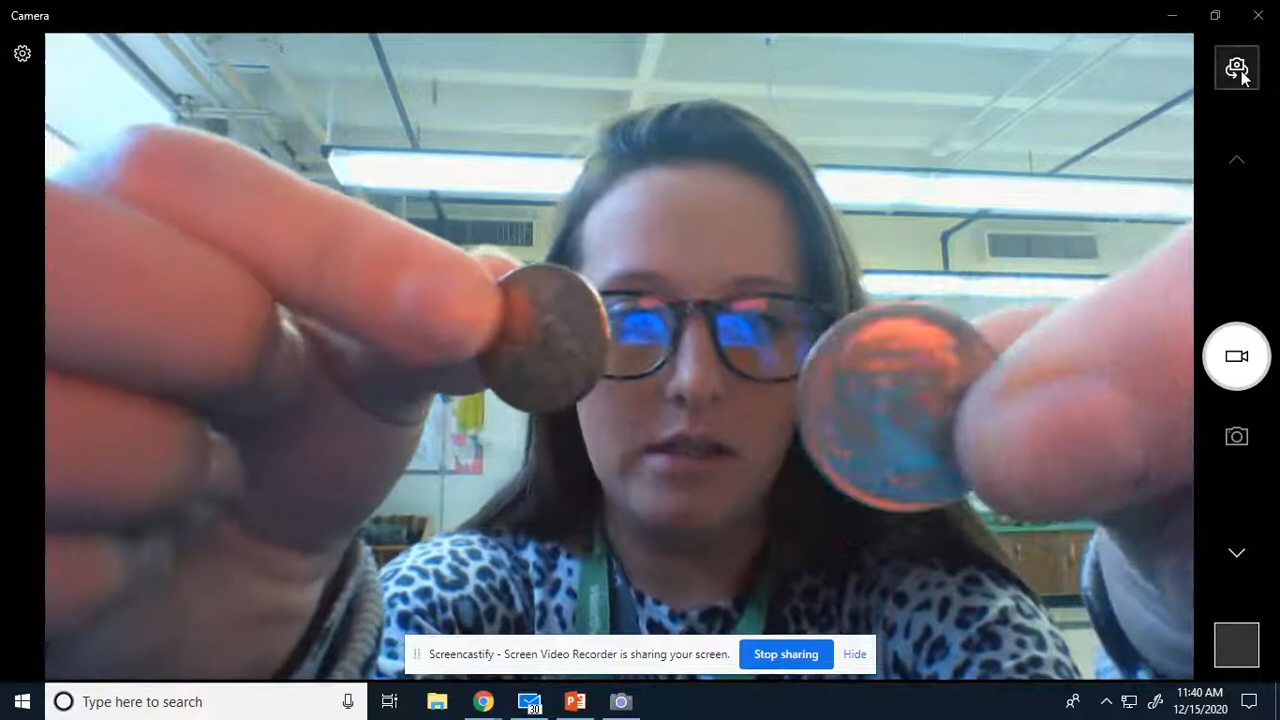 Camera
Screencastify - Screen Video Recorder is sharing your screen.
Stop sharing
Hide
Type here to search
30
11:40 AM
12/15/2020